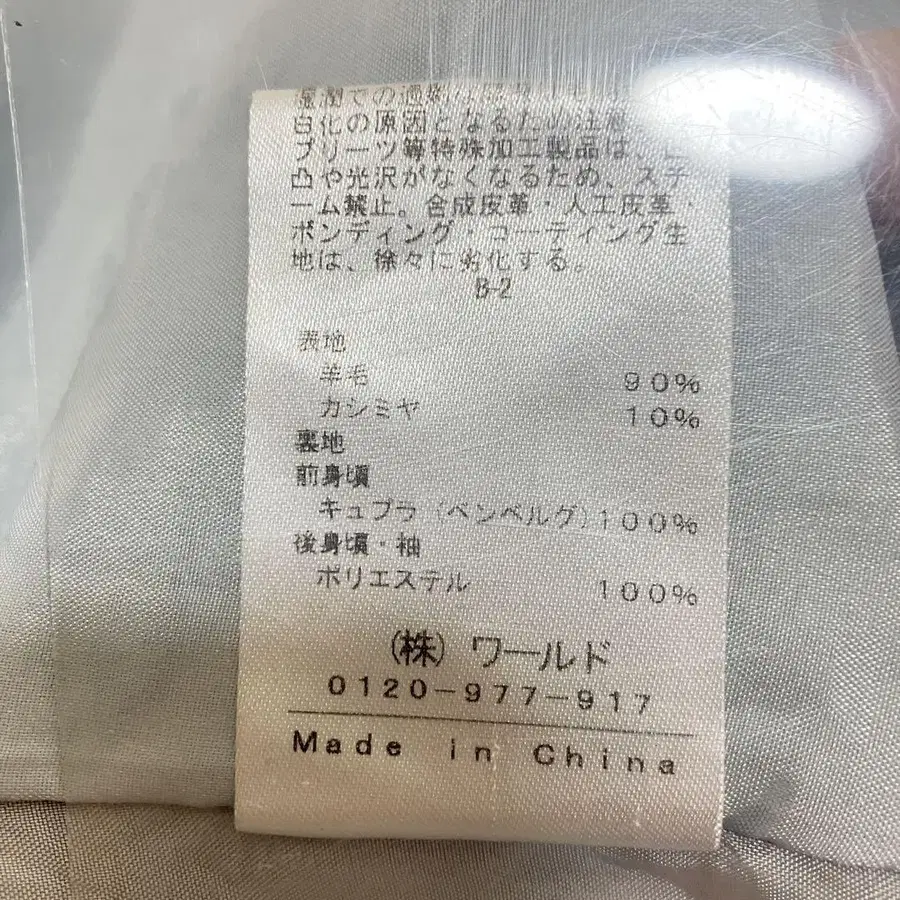 白化の原因となるため注意
プリーツ等特殊加工製品は、凹
凸や光沢がなくなるため、スチ
ーム禁止。合成皮革・人工皮革・
ボンディング・コーティング生
地は、徐々に劣化する。
B-2
表地
羊毛 90%
カシミヤ 10%
裏地
前身頃
キュプラ(ベンベルグ)100%
後身頃・袖
ポリエステル 100%
(株)ワールド
0120-977-917
Made in China